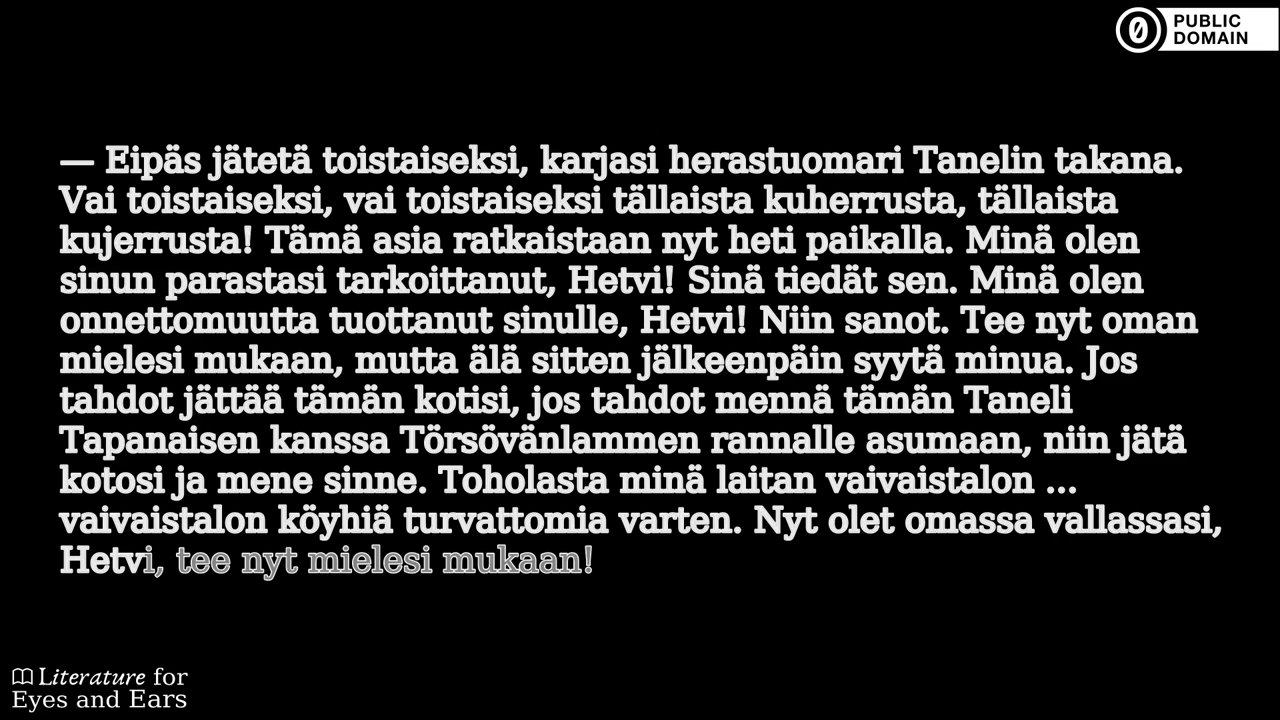 PUBLIC
DOMAIN
— Eipäs jätetä toistaiseksi, karjasi herastuomari Tanelin takana.
Vai toistaiseksi, vai toistaiseksi tällaista kuherrusta, tällaista
kujerrusta! Tämä asia ratkaistaan nyt heti paikalla. Minä olen
sinun parastasi tarkoittanut, Hetvi! Sinä tiedät sen. Minä olen
onnettomuutta tuottanut sinulle, Hetvi! Niin sanot. Tee nyt oman
mielesi mukaan, mutta älä sitten jälkeenpäin syytä minua. Jos
tahdot jättää tämän kotisi, jos tahdot mennä tämän Taneli
Tapanaisen kanssa Törsövänlammen rannalle asumaan, niin jätä
kotosi ja mene sinne. Toholasta minä laitan vaivaistalon ...
vaivaistalon köyhiä turvattomia varten. Nyt olet omassa vallassasi,
Hetvi, tee nyt mielesi mukaan!
Literature for
Eyes and Ears